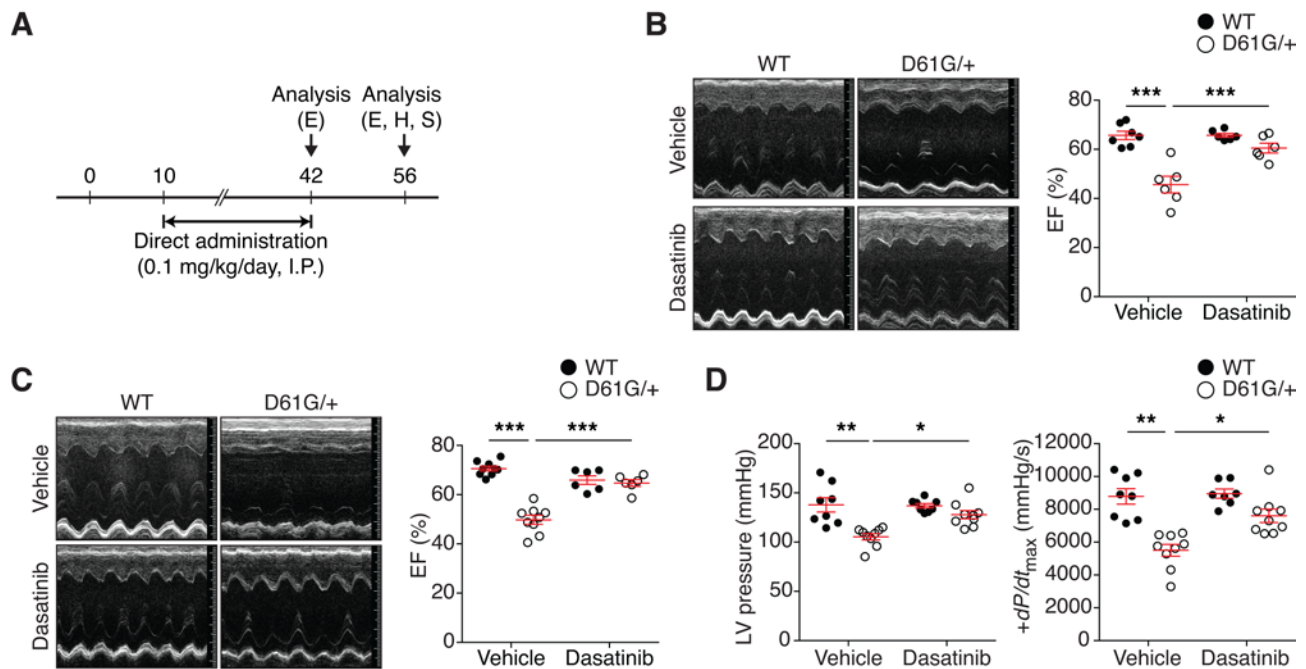 A
Analysis
(E)
Analysis
(E, H, S)
0
10
42
56
Direct administration
(0.1 mg/kg/day, I.P.)
B
WT
D61G/+
Vehicle
Dasatinib
● WT
○ D61G/+
***
***
80
60
40
20
0
EF (%)
Vehicle
Dasatinib
C
WT
D61G/+
Vehicle
Dasatinib
● WT
○ D61G/+
***
***
80
60
40
20
0
EF (%)
Vehicle
Dasatinib
D
● WT
○ D61G/+
**
*
200
150
100
50
0
LV pressure (mmHg)
Vehicle
Dasatinib
**
*
12000
10000
8000
6000
4000
2000
0
+dP/dtmax (mmHg/s)
Vehicle
Dasatinib